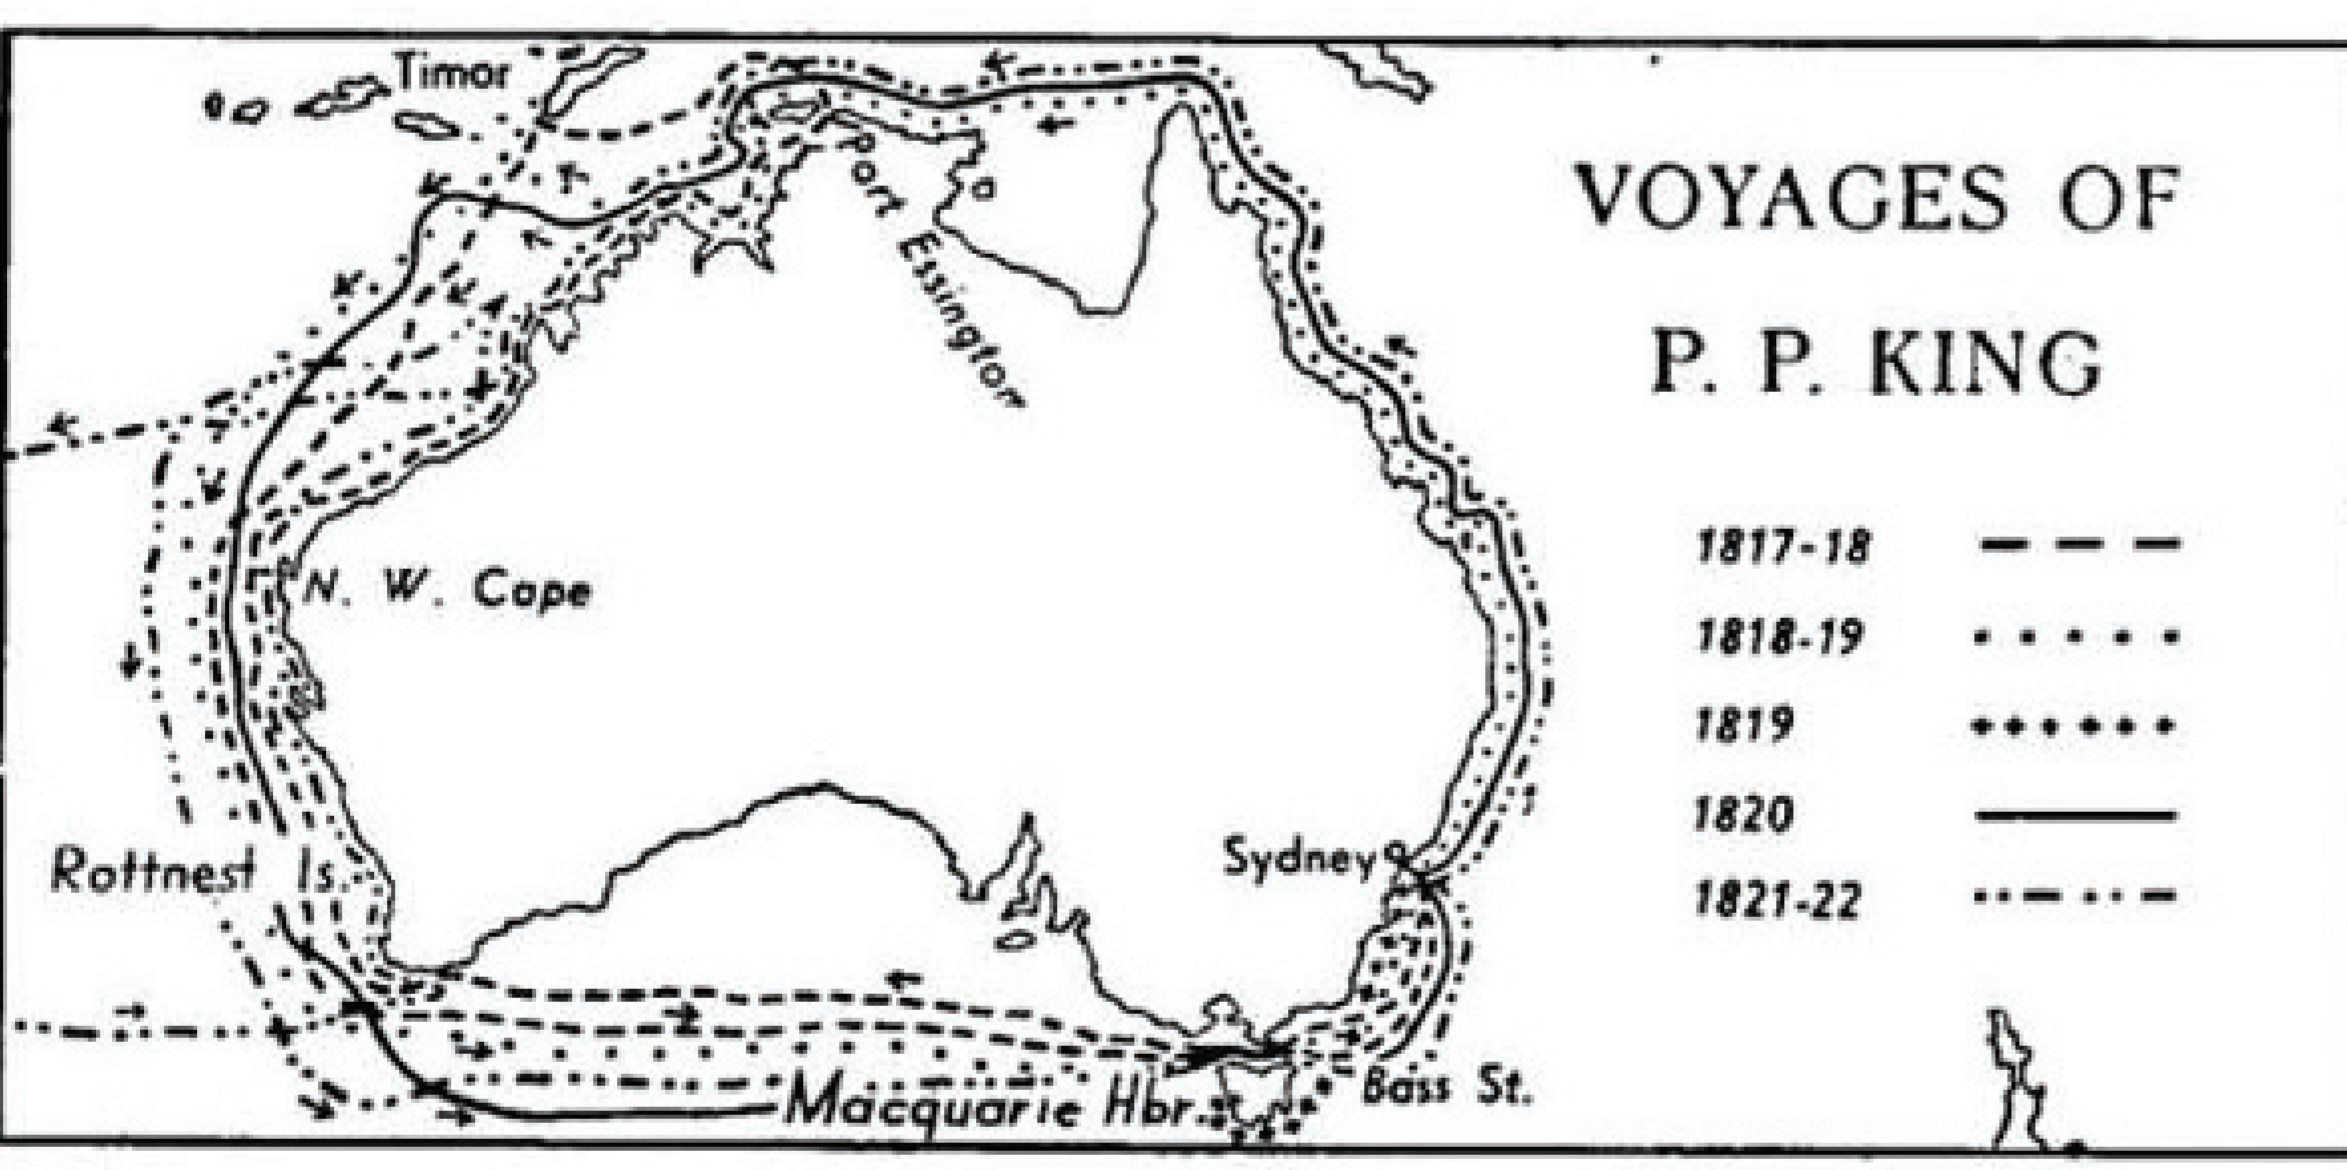 Timor
VOYAGES OF
P. P. KING
Port Essington
N. W. Cape
1817-18
1818-19
1819
1820
1821-22
Sydney
Rottnest Is.
Macquarie Hbr.
Bass St.